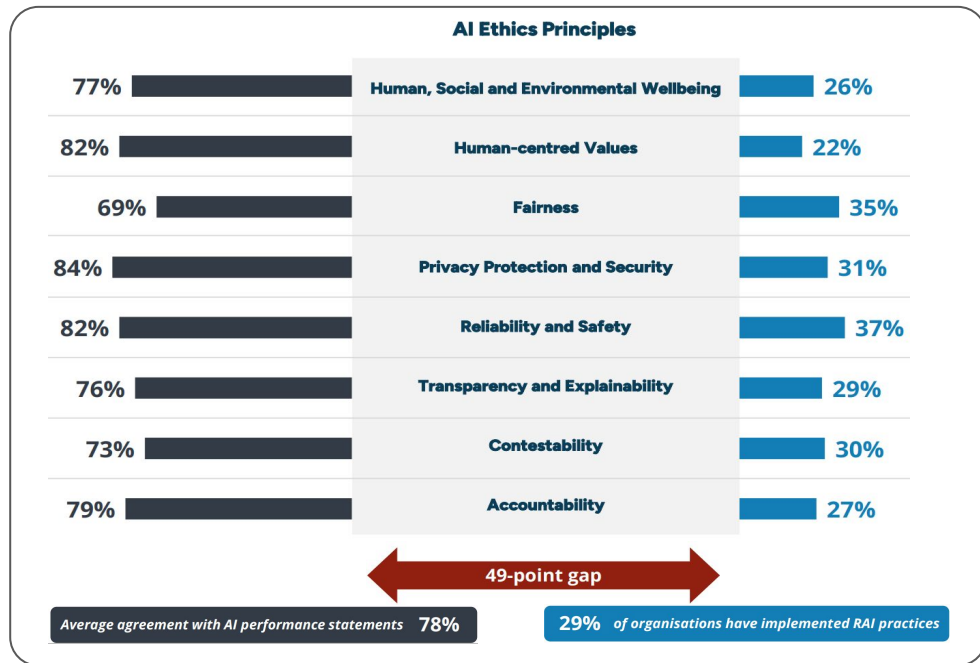 AI Ethics Principles
77% Human, Social and Environmental Wellbeing 26%
82% Human-centred Values 22%
69% Fairness 35%
84% Privacy Protection and Security 31%
82% Reliability and Safety 37%
76% Transparency and Explainability 29%
73% Contestability 30%
79% Accountability 27%
49-point gap
Average agreement with AI performance statements 78%
29% of organisations have implemented RAI practices